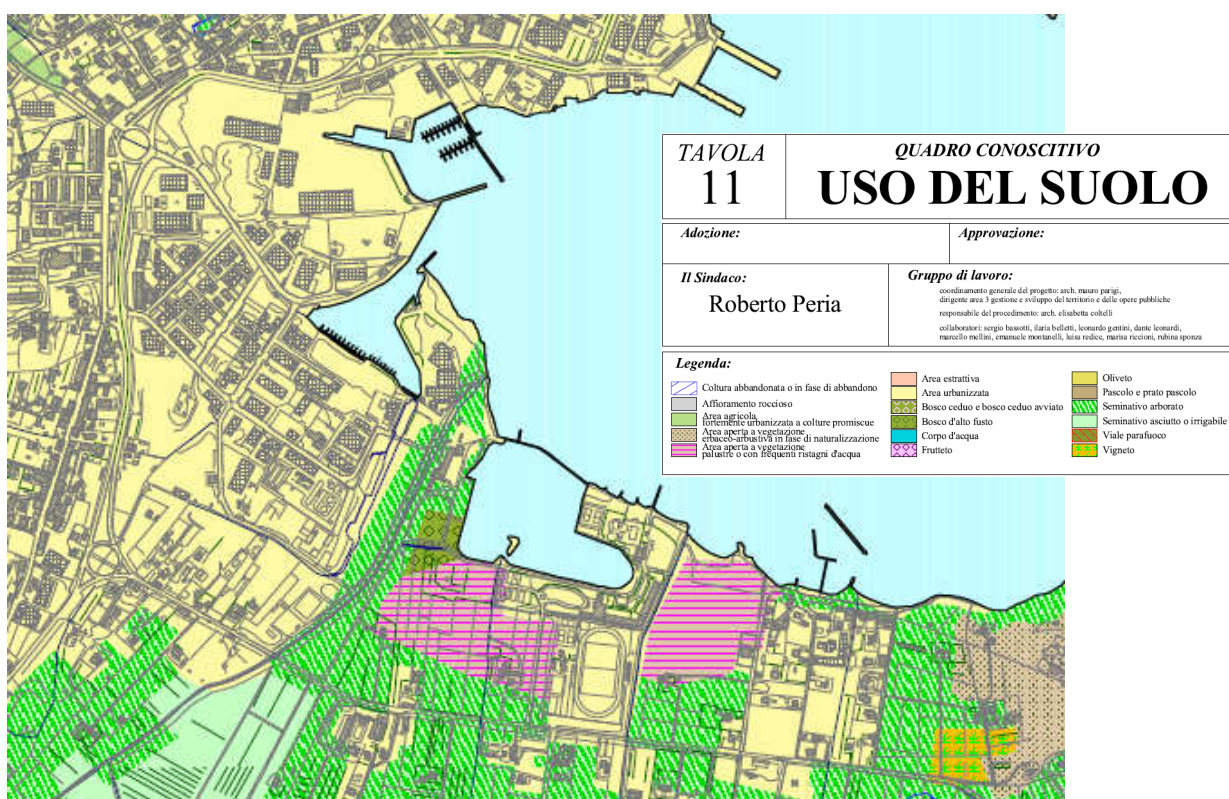 TAVOLA
11
QUADRO CONOSCITIVO
USO DEL SUOLO
Adozione:
Approvazione:
Il Sindaco:
Roberto Peria
Gruppo di lavoro:
coordinamento generale del progetto: arch. mauro parigi,
dirigente area 3 gestione e sviluppo del territorio e delle opere pubbliche
responsabile del procedimento: arch. elisabetta coltelli
collaboratori: sergio bassotti, ilaria belletti, leonardo gentini, dante leonardi,
marcello mellini, emanuele montanelli, luisa redice, marisa riccioni, rubina sponza
Legenda:
Coltura abbandonata o in fase di abbandono
Affioramento roccioso
Area agricola
fortemente urbanizzata a colture promiscue
Area aperta a vegetazione
erbaceo-arbustiva in fase di naturalizzazione
Area aperta a vegetazione
palustre o con frequenti ristagni d'acqua
Area estrattiva
Area urbanizzata
Bosco ceduo e bosco ceduo avviato
Bosco d'alto fusto
Corpo d'acqua
Frutteto
Oliveto
Pascolo e prato pascolo
Seminativo arborato
Seminativo asciutto o irrigabile
Viale parafuoco
Vigneto